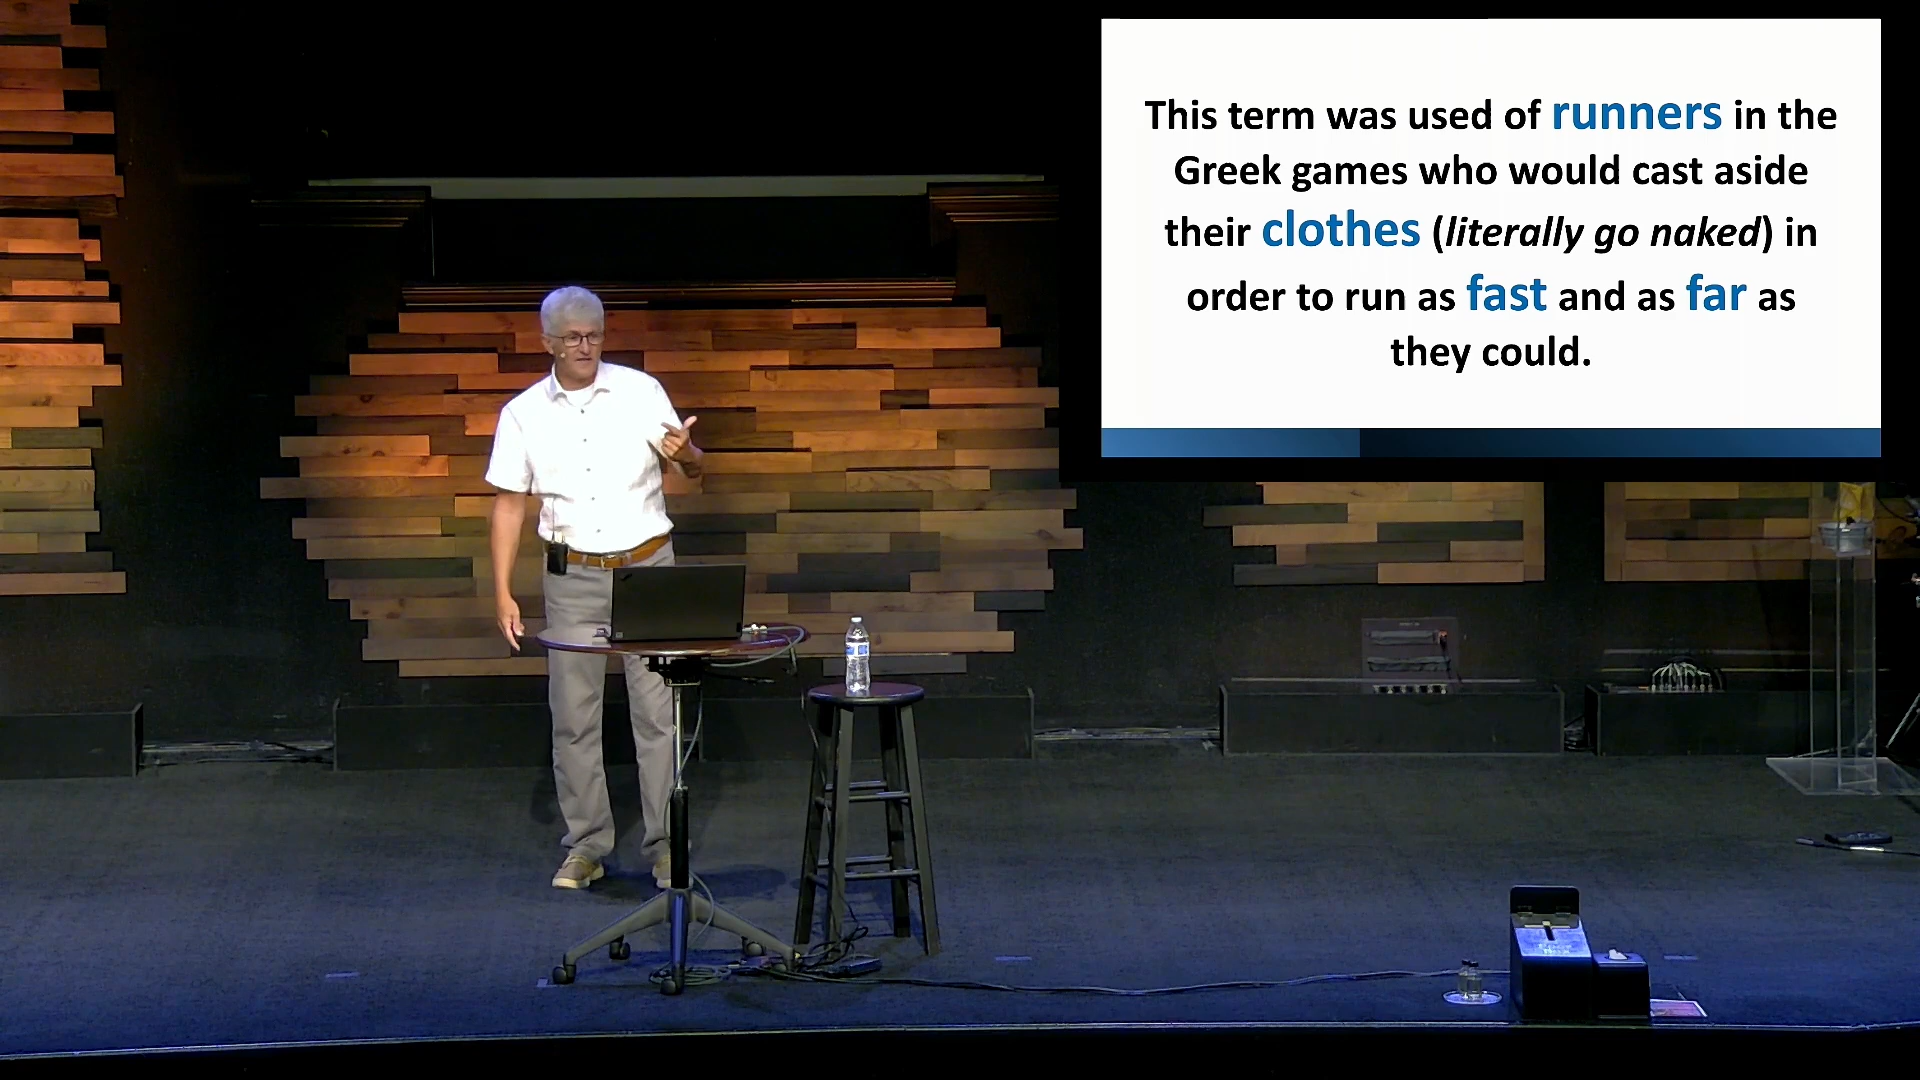 This term was used of runners in the
Greek games who would cast aside
their clothes (literally go naked) in
order to run as fast and as far as
they could.